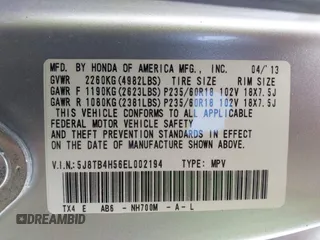 MFD. BY HONDA OF AMERICA MFG., INC. 04/'13
GVWR 2260KG(4982LBS) TIRE SIZE RIM SIZE
GAWR F 1190KG(2623LBS)P235/60R18 102V 18X7.5J
GAWR R 1080KG(2381LBS)P235/60R18 102V 18X7.5J
THIS VEHICLE CONFORMS TO ALL APPLICABLE
FEDERAL MOTOR VEHICLE SAFETY
AND THEFT PREVENTION STANDARDS IN EFFECT
ON THE DATE OF MANUFACTURE SHOWN ABOVE.
V.I.N.:5J8TB4H56EL002194 TYPE: MPV
TX4 E AB6 - NH700M - A - L
© DREAMBID